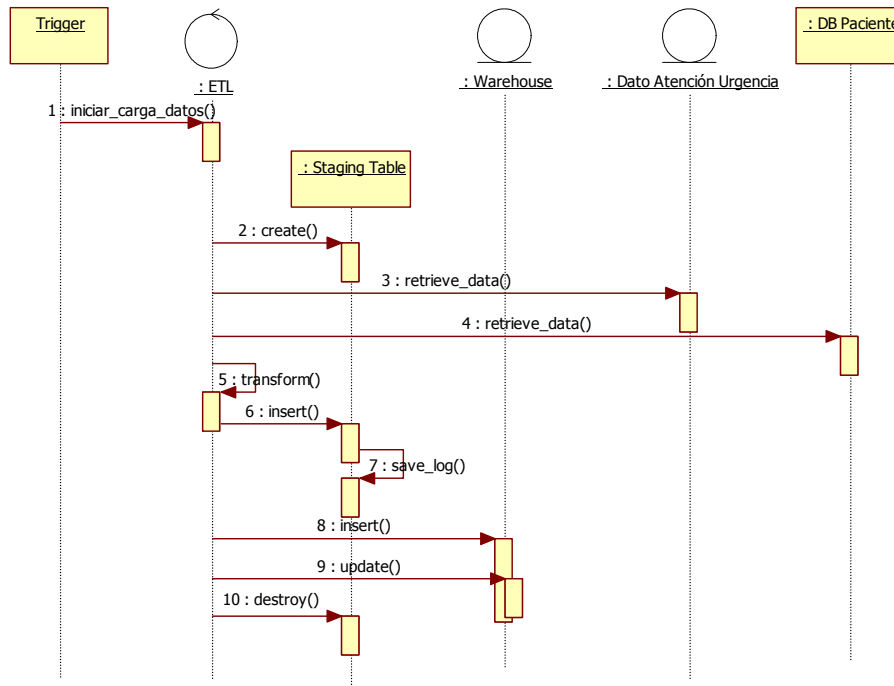 Trigger
: ETL
: Warehouse
: Dato Atención Urgencia
: DB Paciente
1 : iniciar_carga_datos()
: Staging Table
2 : create()
3 : retrieve_data()
4 : retrieve_data()
5 : transform()
6 : insert()
7 : save_log()
8 : insert()
9 : update()
10 : destroy()